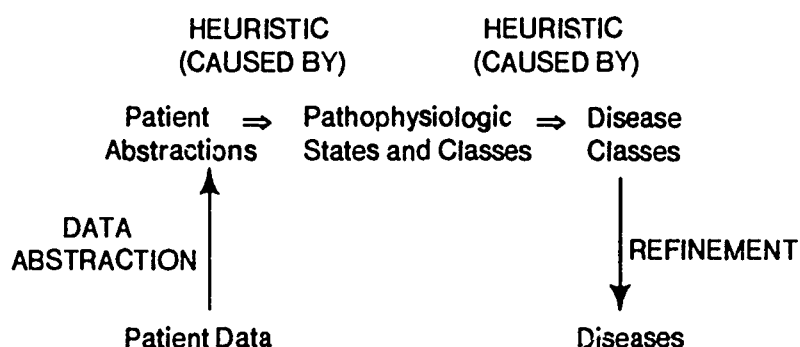 HEURISTIC HEURISTIC
(CAUSED BY) (CAUSED BY)
Patient ⇒ Pathophysiologic ⇒ Disease
Abstractions States and Classes Classes
DATA
ABSTRACTION
REFINEMENT
Patient Data Diseases